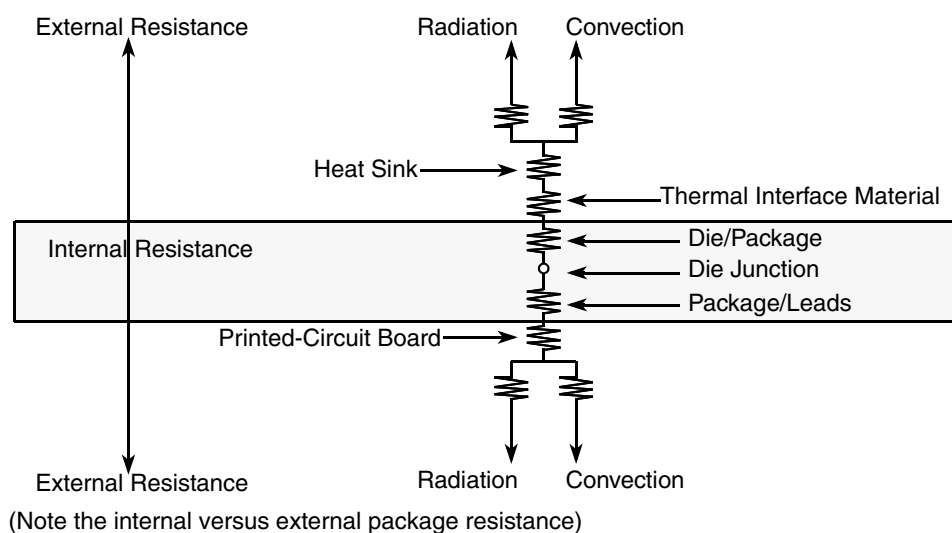 External Resistance
Radiation
Convection
Heat Sink
Thermal Interface Material
Internal Resistance
Die/Package
Die Junction
Package/Leads
Printed-Circuit Board
External Resistance
Radiation
Convection
(Note the internal versus external package resistance)